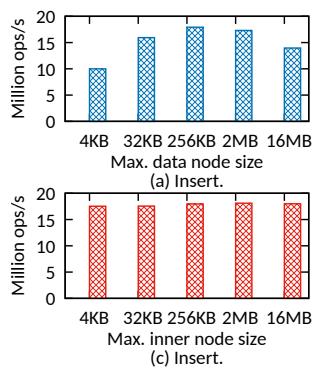 20
15
10
5
0
Million ops/s
4KB 32KB 256KB 2MB 16MB
Max. data node size
(a) Insert.
20
15
10
5
0
Million ops/s
4KB 32KB 256KB 2MB 16MB
Max. inner node size
(c) Insert.